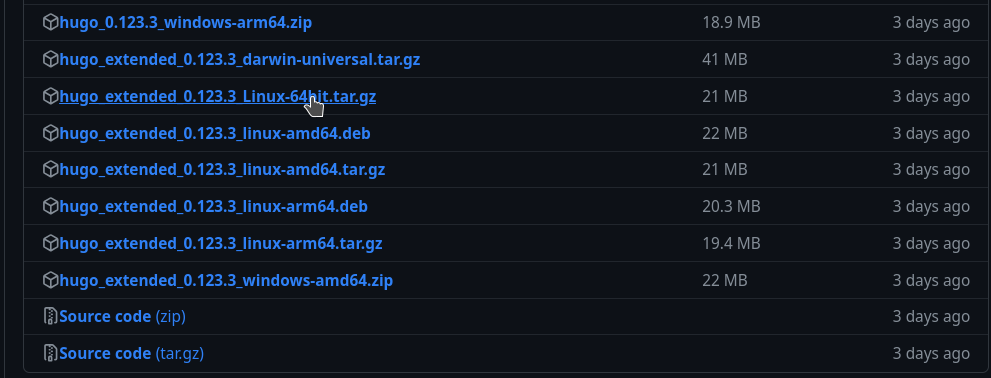 hugo_0.123.3_windows-arm64.zip 18.9 MB 3 days ago
hugo_extended_0.123.3_darwin-universal.tar.gz 41 MB 3 days ago
hugo_extended_0.123.3_Linux-64bit.tar.gz 21 MB 3 days ago
hugo_extended_0.123.3_linux-amd64.deb 22 MB 3 days ago
hugo_extended_0.123.3_linux-amd64.tar.gz 21 MB 3 days ago
hugo_extended_0.123.3_linux-arm64.deb 20.3 MB 3 days ago
hugo_extended_0.123.3_linux-arm64.tar.gz 19.4 MB 3 days ago
hugo_extended_0.123.3_windows-amd64.zip 22 MB 3 days ago
Source code (zip) 3 days ago
Source code (tar.gz) 3 days ago